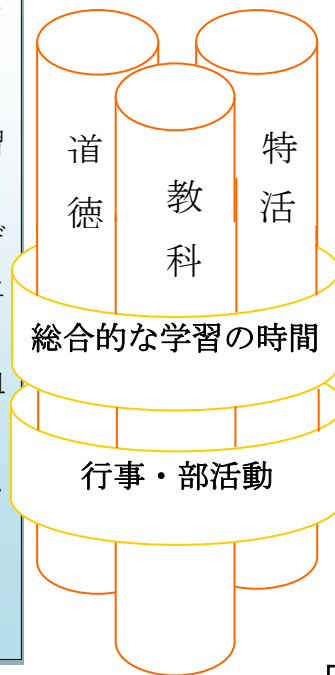 道徳
教科
特活
総合的な学習の時間
行事・部活動